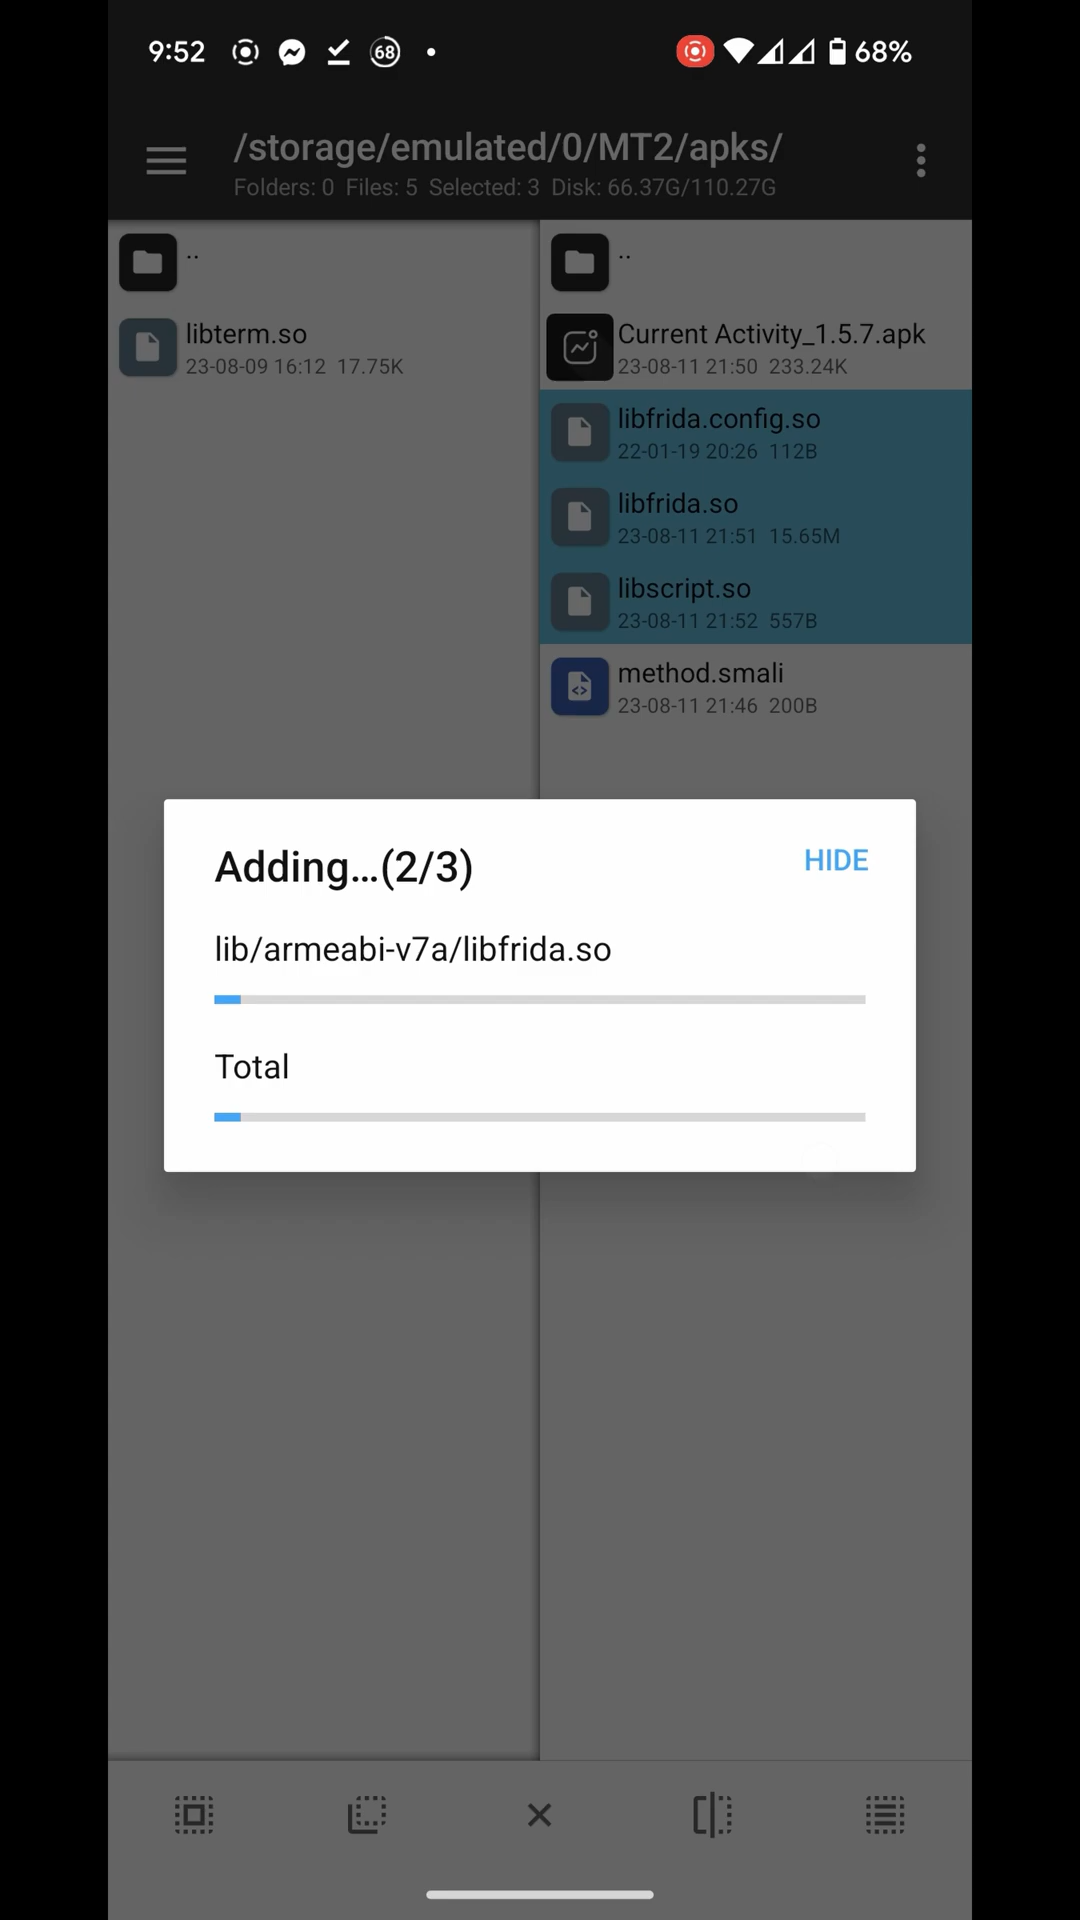 9:52 68 68%
/storage/emulated/0/MT2/apks/
Folders: 0 Files: 5 Selected: 3 Disk: 66.37G/110.27G
..
libterm.so
23-08-09 16:12 17.75K
..
Current Activity_1.5.7.apk
23-08-11 21:50 233.24K
libfrida.config.so
22-01-19 20:26 112B
libfrida.so
23-08-11 21:51 15.65M
libscript.so
23-08-11 21:52 557B
method.smali
23-08-11 21:46 200B
Adding...(2/3) HIDE
lib/armeabi-v7a/libfrida.so
Total